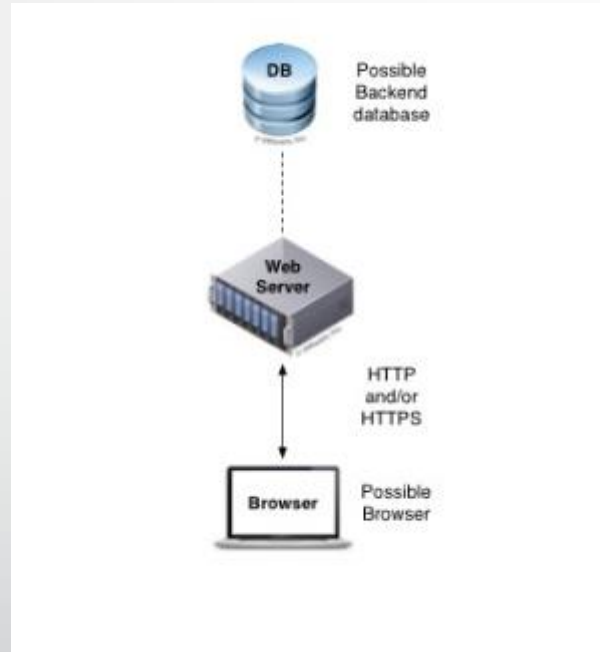 DB
Possible
Backend
database
Web
Server
HTTP
and/or
HTTPS
Browser
Possible
Browser